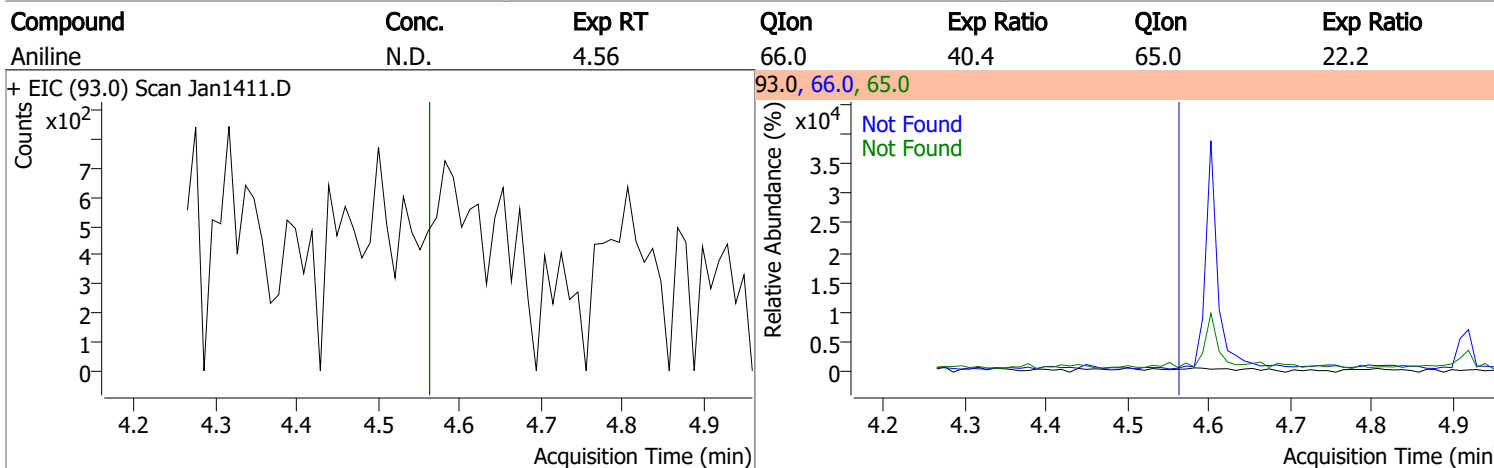 Compound Conc. Exp RT QIon Exp Ratio QIon Exp Ratio
Aniline N.D. 4.56 66.0 40.4 65.0 22.2
+ EIC (93.0) Scan Jan1411.D
Counts
x10²
7
6
5
4
3
2
1
0
4.2 4.3 4.4 4.5 4.6 4.7 4.8 4.9
Acquisition Time (min)
93.0, 66.0, 65.0
Relative Abundance (%)
x10⁴
Not Found
Not Found
3.5
3
2.5
2
1.5
1
0.5
0
4.2 4.3 4.4 4.5 4.6 4.7 4.8 4.9
Acquisition Time (min